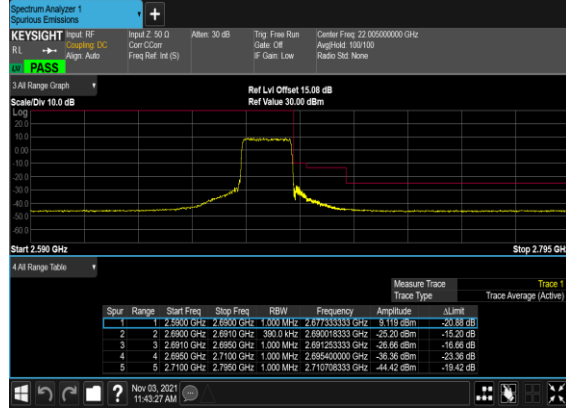 Spectrum Analyzer 1
Spurious Emissions
+
KEYSIGHT Input: RF Input Z: 50 Ω Atten: 30 dB Trig: Free Run Center Freq: 22.005000000 GHz
RL Coupling: DC Corr CCorr Gate: Off Avg|Hold: 100/100
Align: Auto Freq Ref: Int (S) IF Gain: Low Radio Std: None
LU PASS
3 All Range Graph Ref Lvl Offset 15.08 dB
Scale/Div 10.0 dB Ref Value 30.00 dBm
Log
20.0
10.0
0.00
-10.0
-20.0
-30.0
-40.0
-50.0
-60.0
Start 2.590 GHz Stop 2.795 GH
4 All Range Table
Measure Trace Trace 1
Trace Type Trace Average (Active)
Spur Range Start Freq Stop Freq RBW Frequency Amplitude ΔLimit
1 1 2.5900 GHz 2.6900 GHz 1.000 MHz 2.677333333 GHz 9.119 dBm -20.88 dB
2 2 2.6900 GHz 2.6910 GHz 390.0 kHz 2.690018333 GHz -25.20 dBm -15.20 dB
3 3 2.6910 GHz 2.6950 GHz 1.000 MHz 2.691253333 GHz -26.66 dBm -16.66 dB
4 4 2.6950 GHz 2.7100 GHz 1.000 MHz 2.695400000 GHz -36.36 dBm -23.36 dB
5 5 2.7100 GHz 2.7950 GHz 1.000 MHz 2.710708333 GHz -44.42 dBm -19.42 dB
? Nov 03, 2021
11:43:27 AM